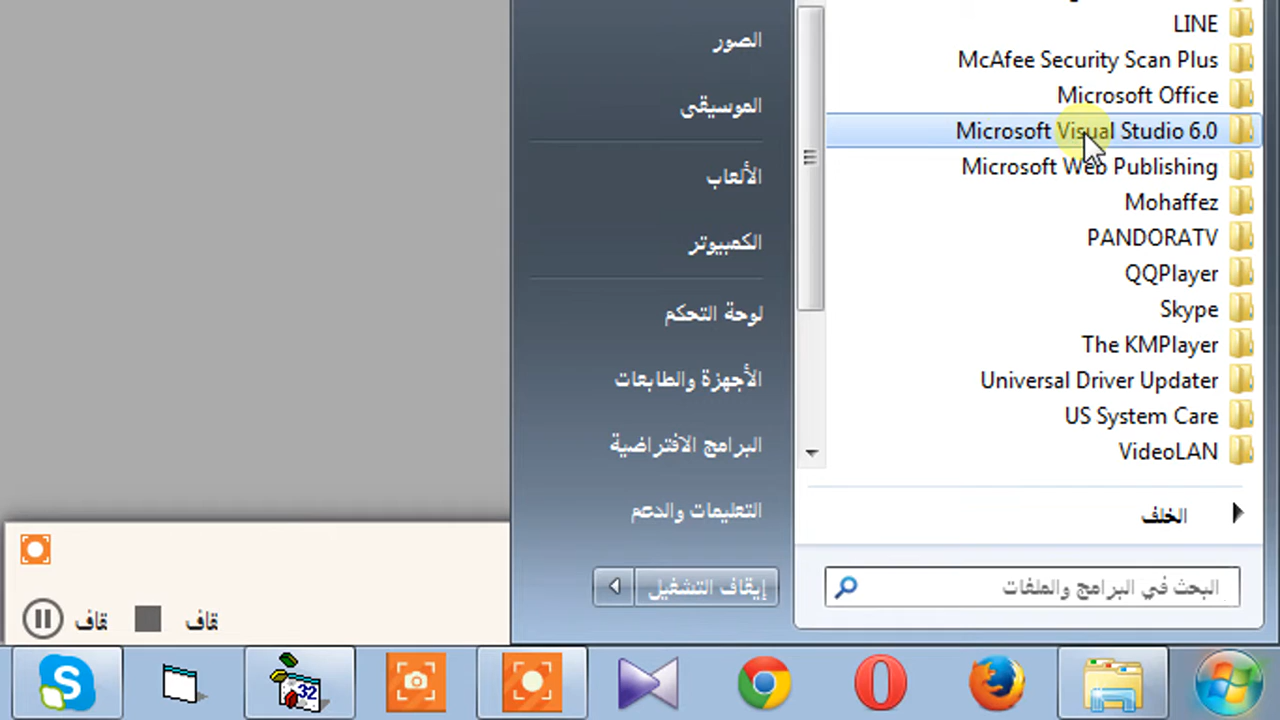 LINE
McAfee Security Scan Plus
Microsoft Office
Microsoft Visual Studio 6.0
Microsoft Web Publishing
Mohaffez
PANDORATV
QQPlayer
Skype
The KMPlayer
Universal Driver Updater
US System Care
VideoLAN
الخلف
البحث في البرامج والملفات
الصور
الموسيقى
الألعاب
الكمبيوتر
لوحة التحكم
الأجهزة والطابعات
البرامج الافتراضية
التعليمات والدعم
إيقاف التشغيل
قاف
قاف
32